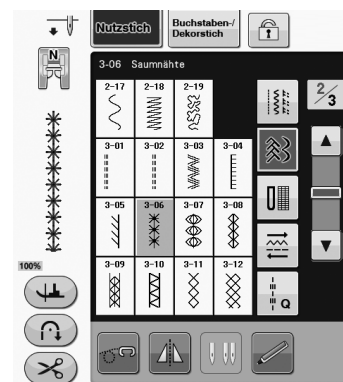 Nutzstich
Buchstaben-/
Dekorstich
N
3-06 Saumnähte
2-17 2-18 2-19
2/3
3-01 3-02 3-03 3-04
3-05 3-06 3-07 3-08
100%
3-09 3-10 3-11 3-12
Q